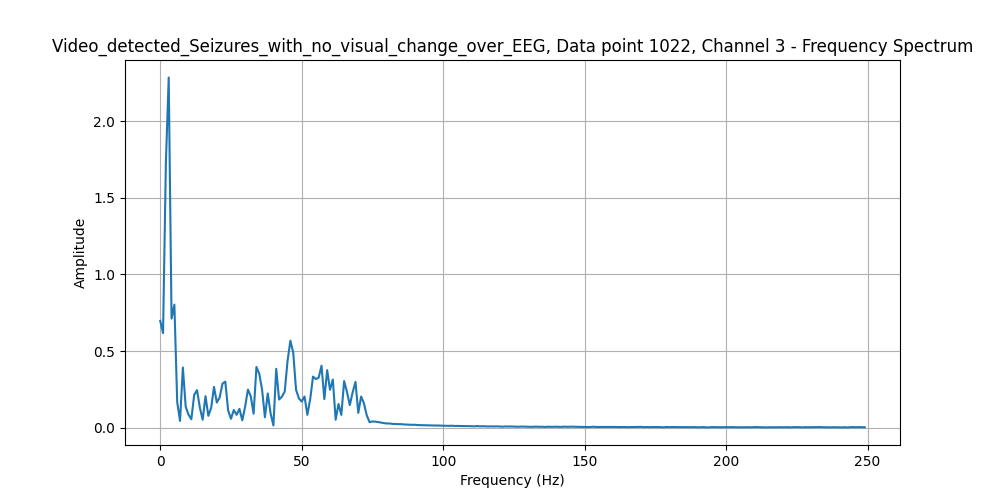 Video_detected_Seizures_with_no_visual_change_over_EEG, Data point 1022, Channel 3 - Frequency Spectrum
2.0
1.5
1.0
0.5
0.0
Amplitude
0 50 100 150 200 250
Frequency (Hz)